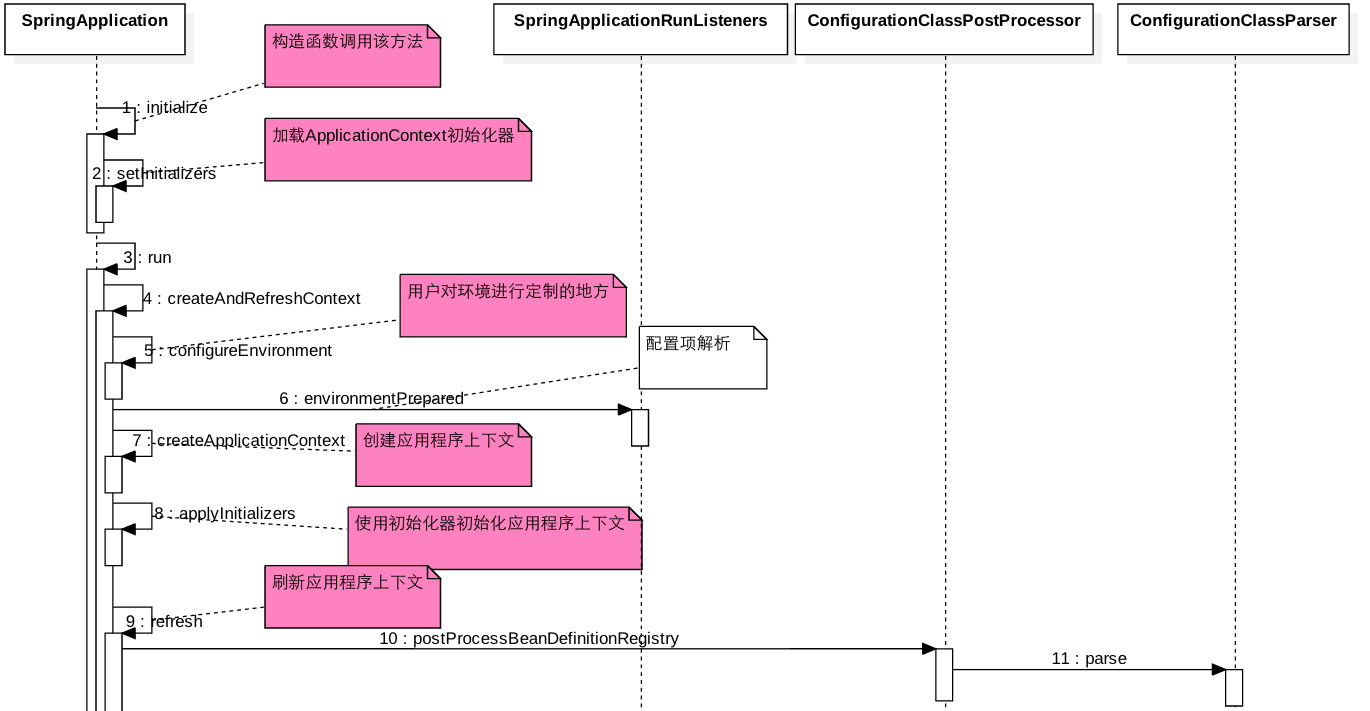 SpringApplication
SpringApplicationRunListeners
ConfigurationClassPostProcessor
ConfigurationClassParser
构造函数调用该方法
1 : initialize
加载ApplicationContext初始化器
2 : setInitializers
3 : run
用户对环境进行定制的地方
4 : createAndRefreshContext
配置项解析
5 : configureEnvironment
6 : environmentPrepared
7 : createApplicationContext
创建应用程序上下文
8 : applyInitializers
使用初始化器初始化应用程序上下文
刷新应用程序上下文
9 : refresh
10 : postProcessBeanDefinitionRegistry
11 : parse